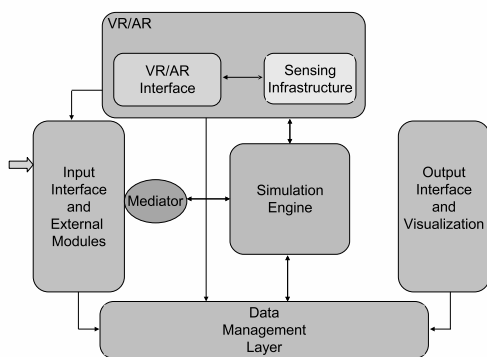 VR/AR
VR/AR
Interface
Sensing
Infrastructure
Input
Interface
and
External
Modules
Mediator
Simulation
Engine
Output
Interface
and
Visualization
Data
Management
Layer